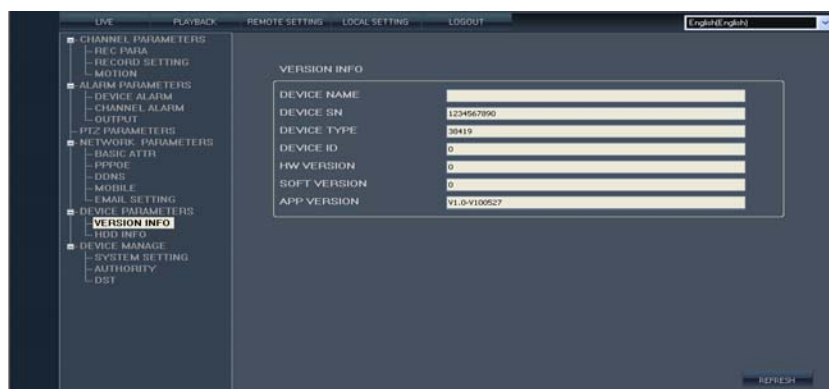 LIVE PLAYBACK REMOTE SETTING LOCAL SETTING LOGOUT English(English)
CHANNEL PARAMETERS
REC PARA
RECORD SETTING
MOTION
ALARM PARAMETERS
DEVICE ALARM
CHANNEL ALARM
OUTPUT
PTZ PARAMETERS
NETWORK PARAMETERS
BASIC ATTR
PPPOE
DDNS
MOBILE
EMAIL SETTING
DEVICE PARAMETERS
VERSION INFO
HDD INFO
DEVICE MANAGE
SYSTEM SETTING
AUTHORITY
DST
VERSION INFO
DEVICE NAME
DEVICE SN 1234567890
DEVICE TYPE 38419
DEVICE ID 0
HW VERSION 0
SOFT VERSION 0
APP VERSION V1.0-V100527
REFRESH